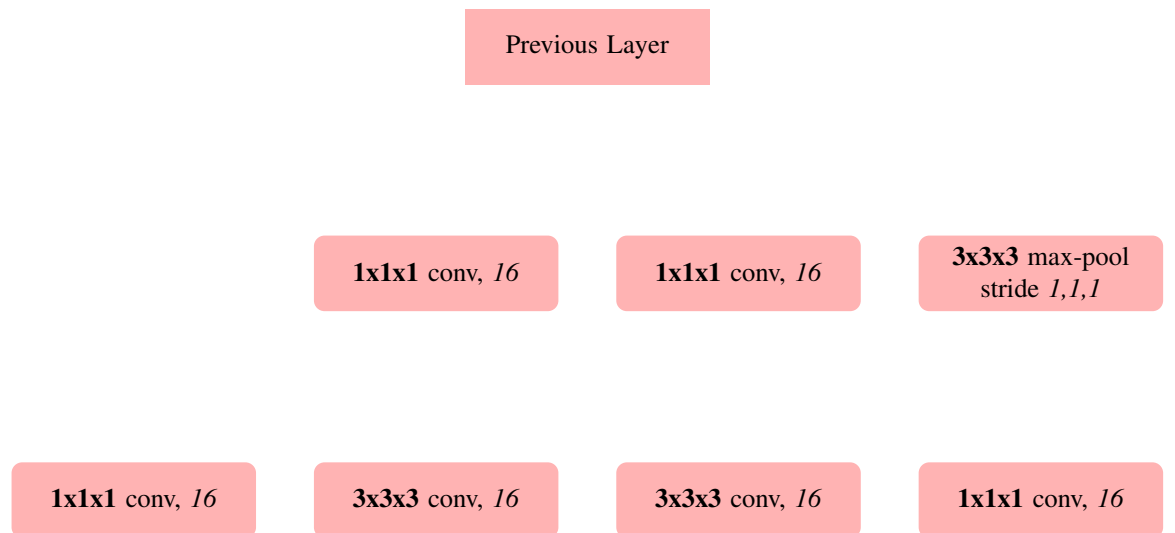 Previous Layer
1x1x1 conv, 16
1x1x1 conv, 16
3x3x3 max-pool
stride 1,1,1
1x1x1 conv, 16
3x3x3 conv, 16
3x3x3 conv, 16
1x1x1 conv, 16